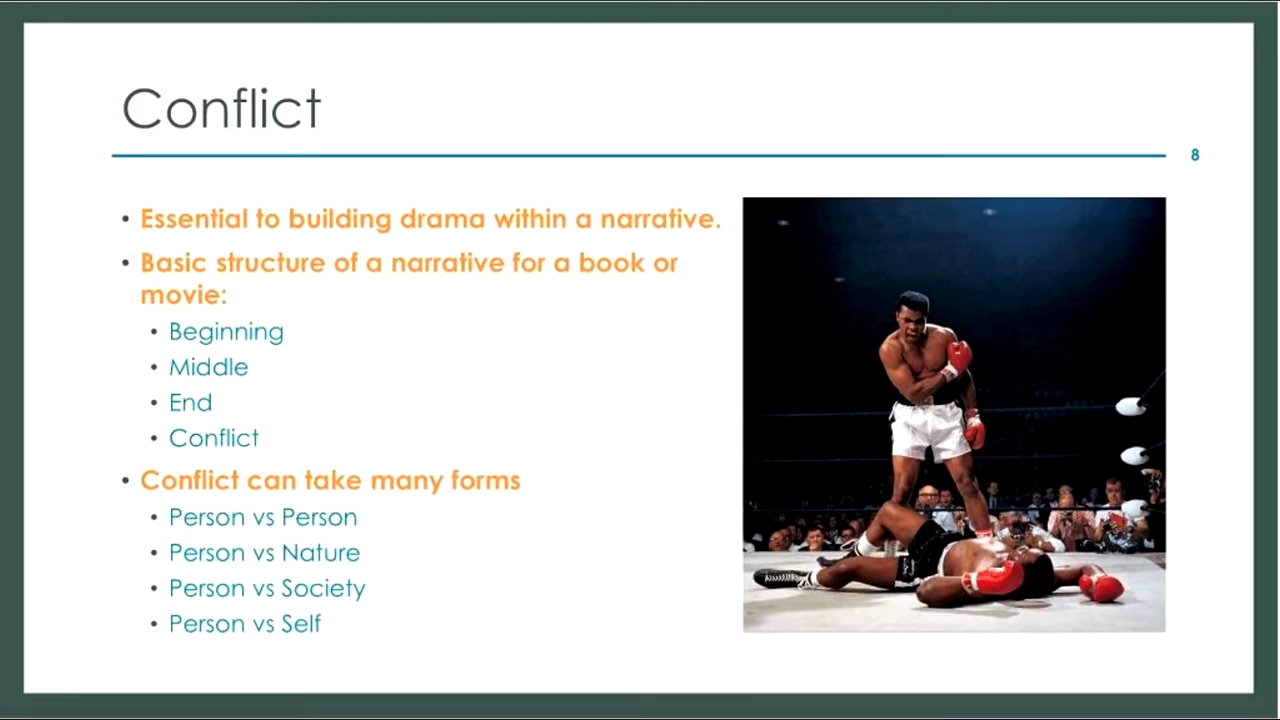 Conflict
8
• Essential to building drama within a narrative.
• Basic structure of a narrative for a book or
movie:
• Beginning
• Middle
• End
• Conflict
• Conflict can take many forms
• Person vs Person
• Person vs Nature
• Person vs Society
• Person vs Self